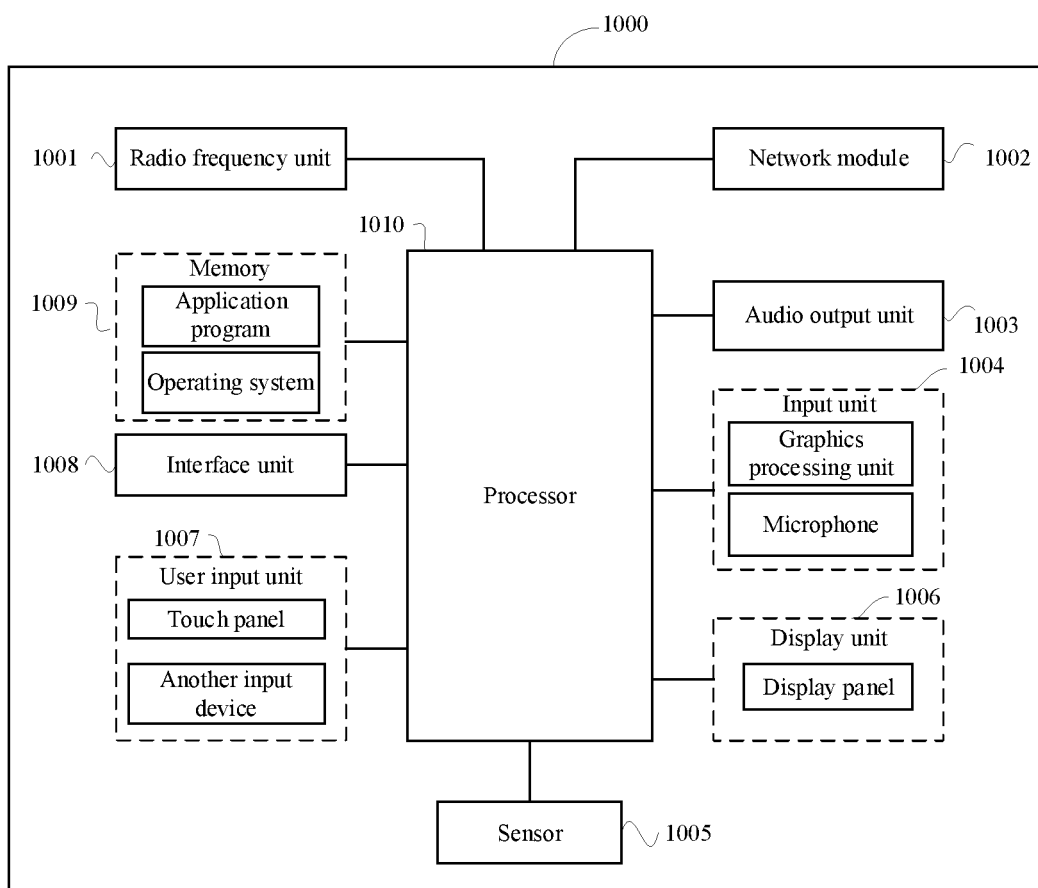 1000
1001
Radio frequency unit
Network module
1002
1010
Memory
Application
program
Operating system
1009
Audio output unit
1003
1004
Input unit
Graphics
processing unit
Microphone
1008
Interface unit
Processor
1007
User input unit
Touch panel
Another input
device
1006
Display unit
Display panel
Sensor
1005